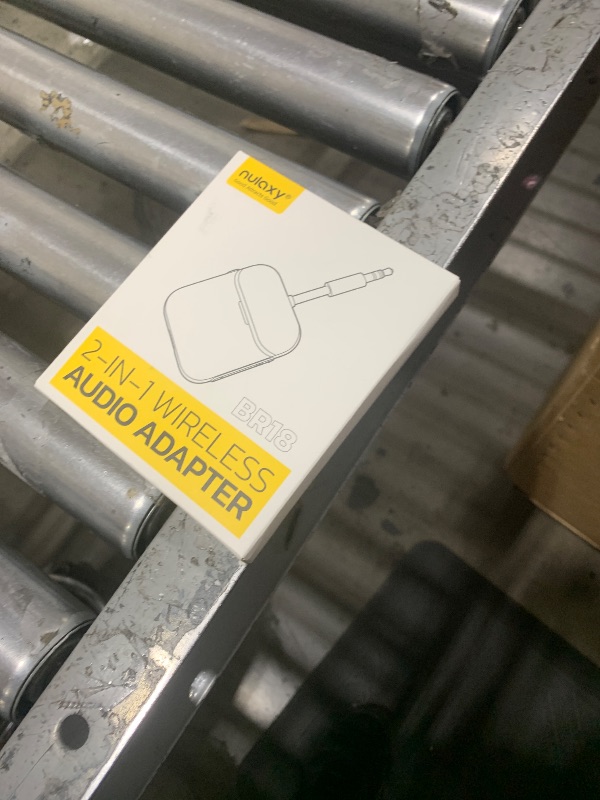 nulaxy®
BR18
2-IN-1 WIRELESS
AUDIO ADAPTER